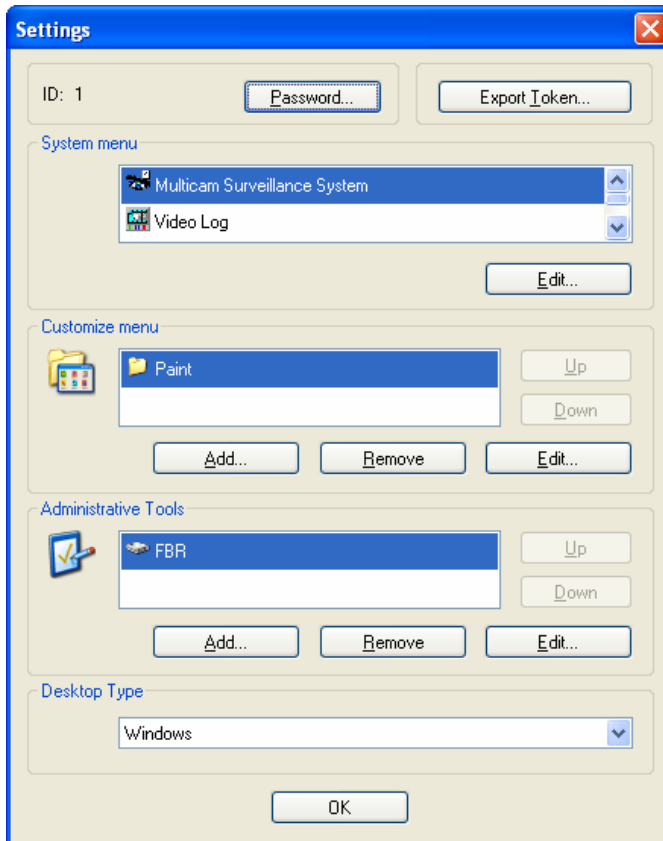 Settings
ID: 1
Password...
Export Token...
System menu
Multicam Surveillance System
Video Log
Edit...
Customize menu
Paint
Up
Down
Add...
Remove
Edit...
Administrative Tools
FBR
Up
Down
Add...
Remove
Edit...
Desktop Type
Windows
OK